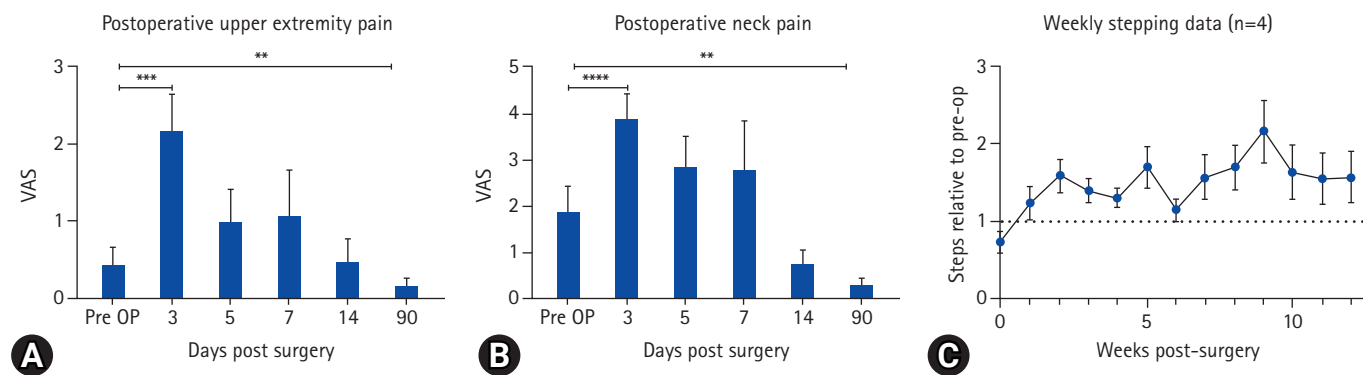 Postoperative upper extremity pain
**
***
3
2
1
0
VAS
Pre OP 3 5 7 14 90
Days post surgery
A
Postoperative neck pain
**
****
5
4
3
2
1
0
VAS
Pre OP 3 5 7 14 90
Days post surgery
B
Weekly stepping data (n=4)
3
2
1
0
Steps relative to pre-op
0 5 10
Weeks post-surgery
C